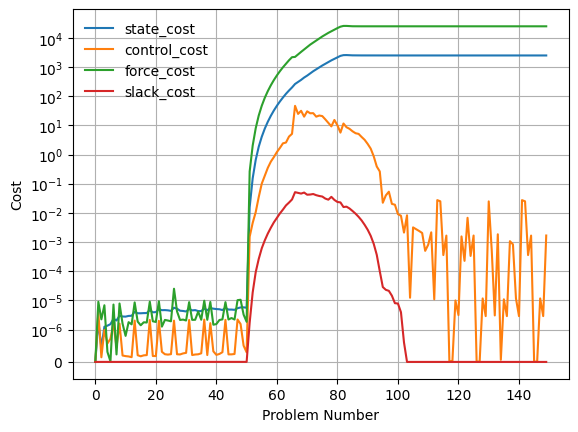 state_cost
control_cost
force_cost
slack_cost
10^4
10^3
10^2
10^1
10^0
10^−1
10^−2
10^−3
10^−4
10^−5
10^−6
0
Cost
0 20 40 60 80 100 120 140
Problem Number